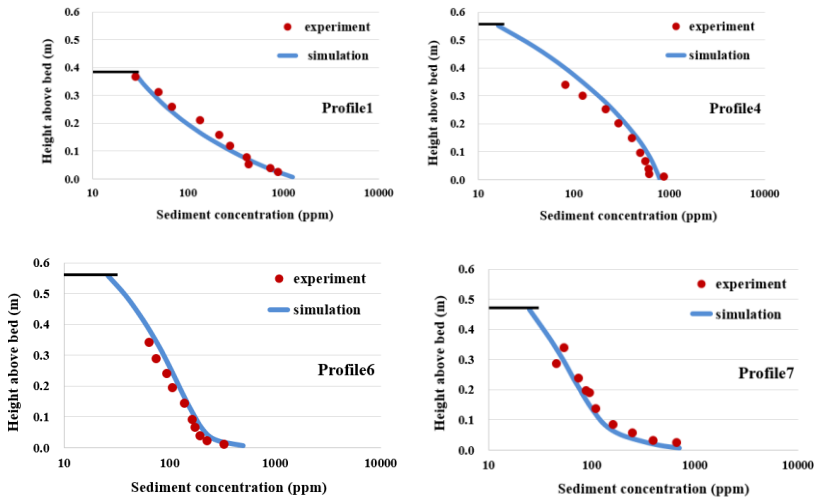 0.6
0.5
0.4
0.3
0.2
0.1
0.0
Height above bed (m)
experiment
simulation
Profile1
10
100
1000
10000
Sediment concentration (ppm)
0.6
0.5
0.4
0.3
0.2
0.1
0.0
Height above bed (m)
experiment
simulation
Profile4
10
100
1000
10000
Sediment concentration (ppm)
0.6
0.5
0.4
0.3
0.2
0.1
0.0
Height above bed (m)
experiment
simulation
Profile6
10
100
1000
10000
Sediment concentration (ppm)
0.6
0.5
0.4
0.3
0.2
0.1
0.0
Height above bed (m)
experiment
simulation
Profile7
10
100
1000
10000
Sediment concentration (ppm)